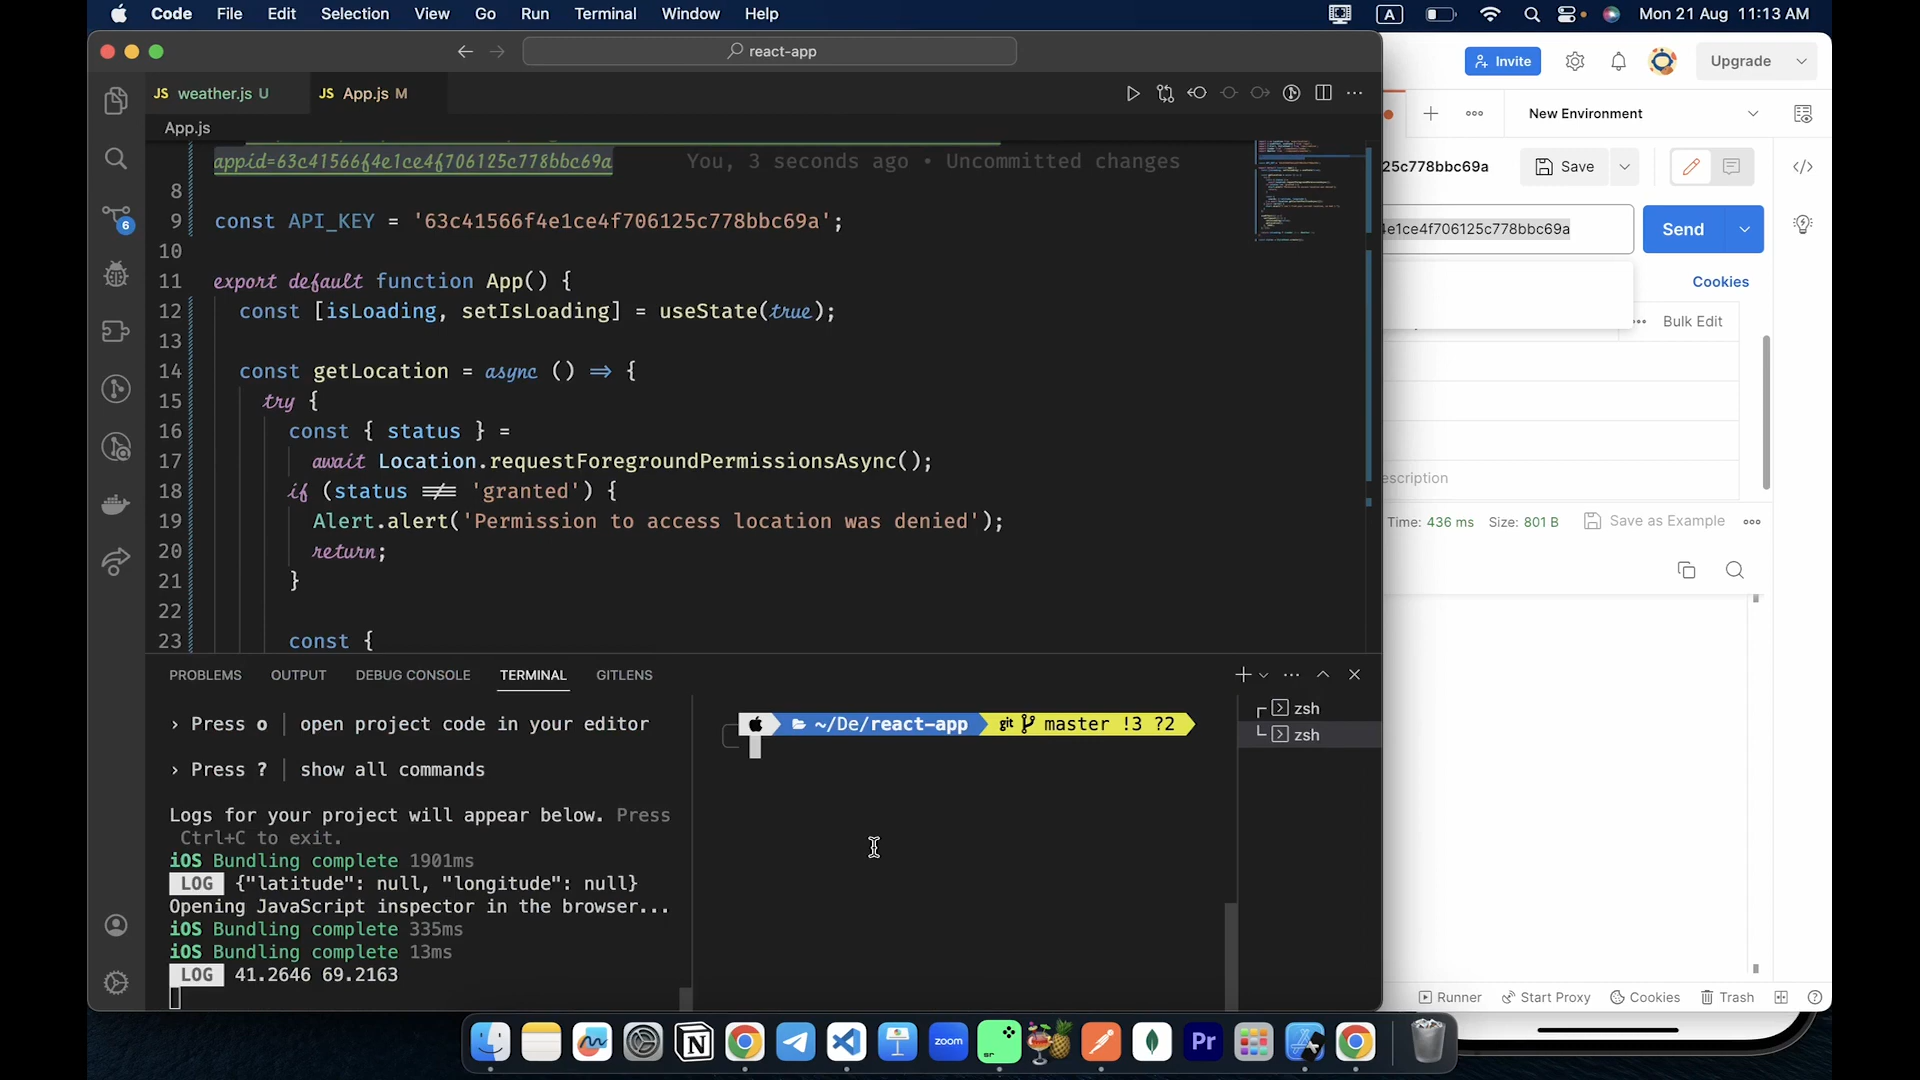 Code File Edit Selection View Go Run Terminal Window Help A Mon 21 Aug 11:13 AM
react-app
Invite Upgrade
JS weather.js U JS App.js M
New Environment
App.js
appid=63c41566f4e1ce4f706125c778bbc69a You, 3 seconds ago • Uncommitted changes
25c778bbc69a Save
8
9 const API_KEY = '63c41566f4e1ce4f706125c778bbc69a';
4e1ce4f706125c778bbc69a Send
10
11 export default function App() {
Cookies
12 const [isLoading, setIsLoading] = useState(true);
Bulk Edit
13
14 const getLocation = async () => {
15 try {
16 const { status } =
17 await Location.requestForegroundPermissionsAsync();
escription
18 if (status !== 'granted') {
19 Alert.alert('Permission to access location was denied');
Time: 436 ms Size: 801 B Save as Example
20 return;
21 }
22
23 const {
6
PROBLEMS OUTPUT DEBUG CONSOLE TERMINAL GITLENS
› Press o │ open project code in your editor
› Press ? │ show all commands
Logs for your project will appear below. Press
Ctrl+C to exit.
iOS Bundling complete 1901ms
LOG {"latitude": null, "longitude": null}
Opening JavaScript inspector in the browser...
iOS Bundling complete 335ms
iOS Bundling complete 13ms
LOG 41.2646 69.2163
~/De/react-app git master !3 ?2
zsh
zsh
Runner Start Proxy Cookies Trash
zoom sr Pr